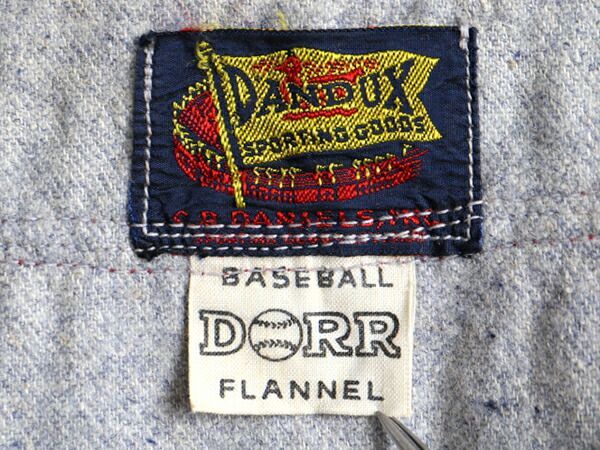 DANDUX
SPORTING GOODS
C.R. DANIELS, INC.
BASEBALL
DORR
FLANNEL